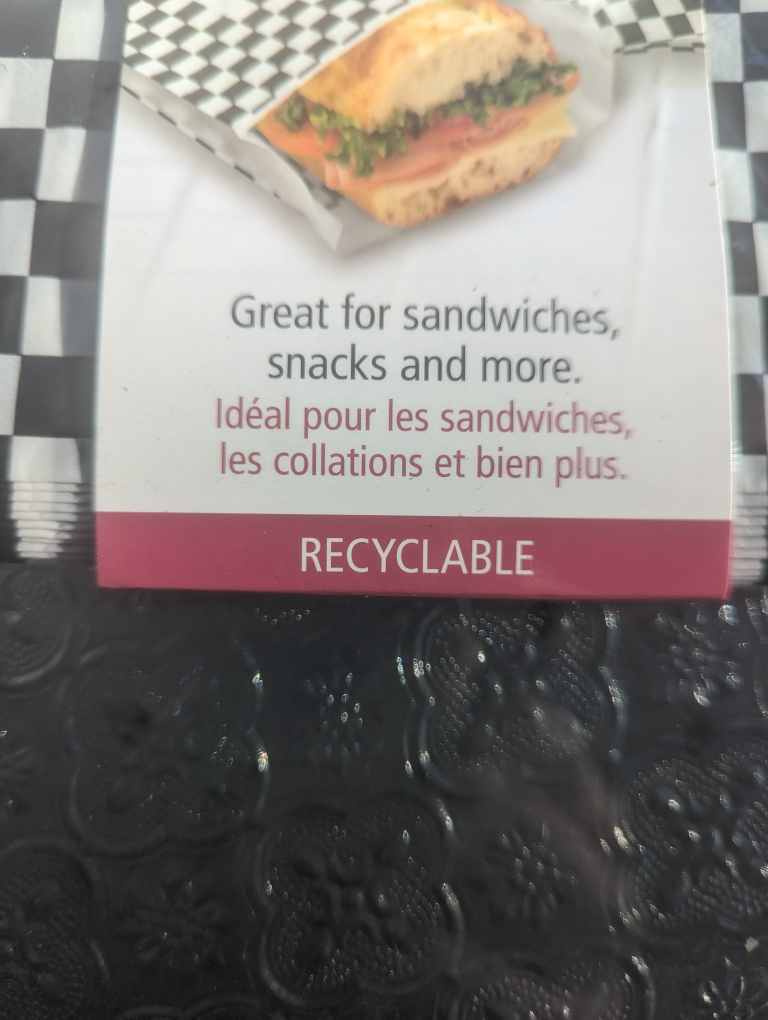 Great for sandwiches,
snacks and more.
Idéal pour les sandwiches,
les collations et bien plus.
RECYCLABLE